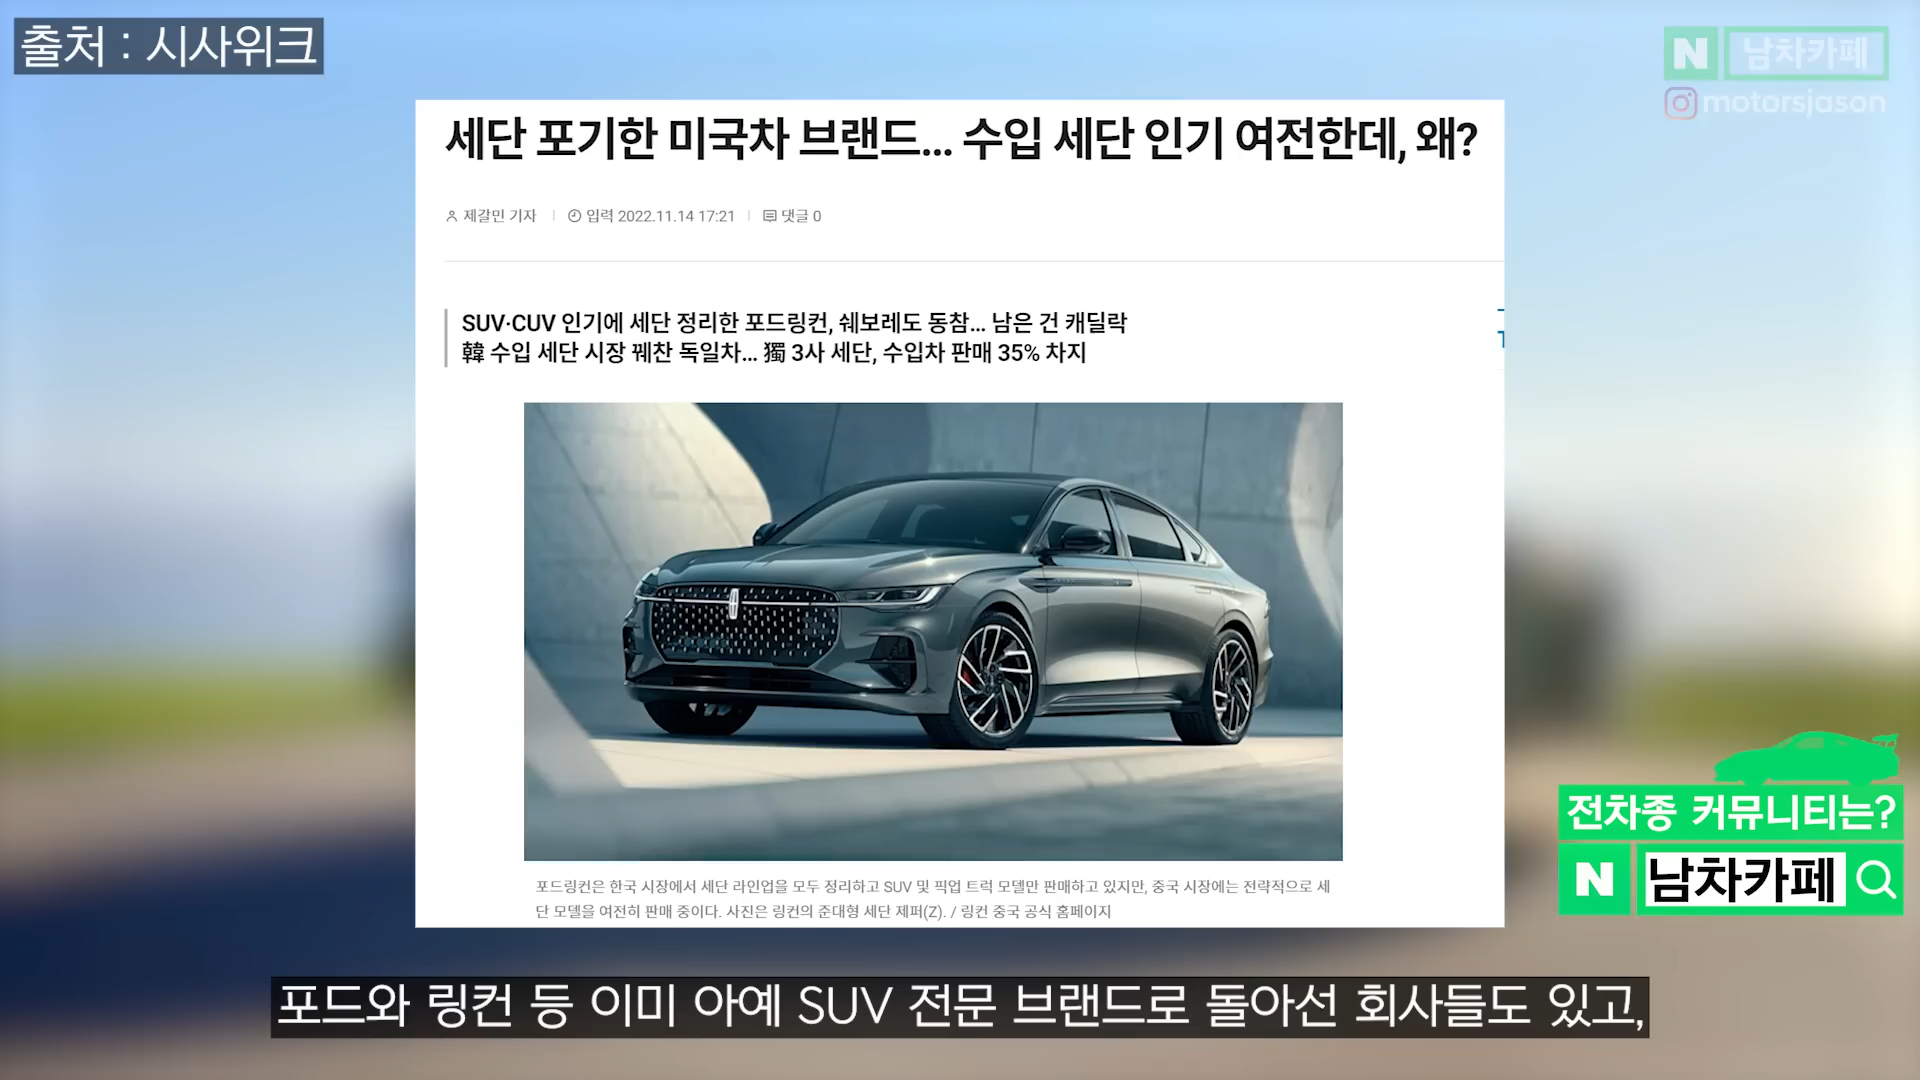 출처 : 시사위크
N 남차카페
motorsjason
세단 포기한 미국차 브랜드... 수입 세단 인기 여전한데, 왜?
제갈민 기자
입력 2022.11.14 17:21
댓글 0
SUV·CUV 인기에 세단 정리한 포드링컨, 쉐보레도 동참... 남은 건 캐딜락
韓 수입 세단 시장 꿰찬 독일차... 獨 3사 세단, 수입차 판매 35% 차지
포드링컨은 한국 시장에서 세단 라인업을 모두 정리하고 SUV 및 픽업 트럭 모델만 판매하고 있지만, 중국 시장에는 전략적으로 세
단 모델을 여전히 판매 중이다. 사진은 링컨의 준대형 세단 제퍼(Z). / 링컨 중국 공식 홈페이지
전차종 커뮤니티는?
N 남차카페
포드와 링컨 등 이미 아예 SUV 전문 브랜드로 돌아선 회사들도 있고,